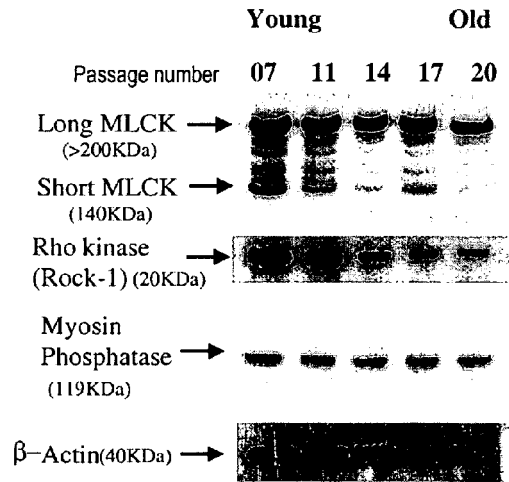 Young Old
Passage number 07 11 14 17 20
Long MLCK
(>200KDa)
Short MLCK
(140KDa)
Rho kinase
(Rock-1) (20KDa)
Myosin
Phosphatase
(119KDa)
β-Actin(40KDa)